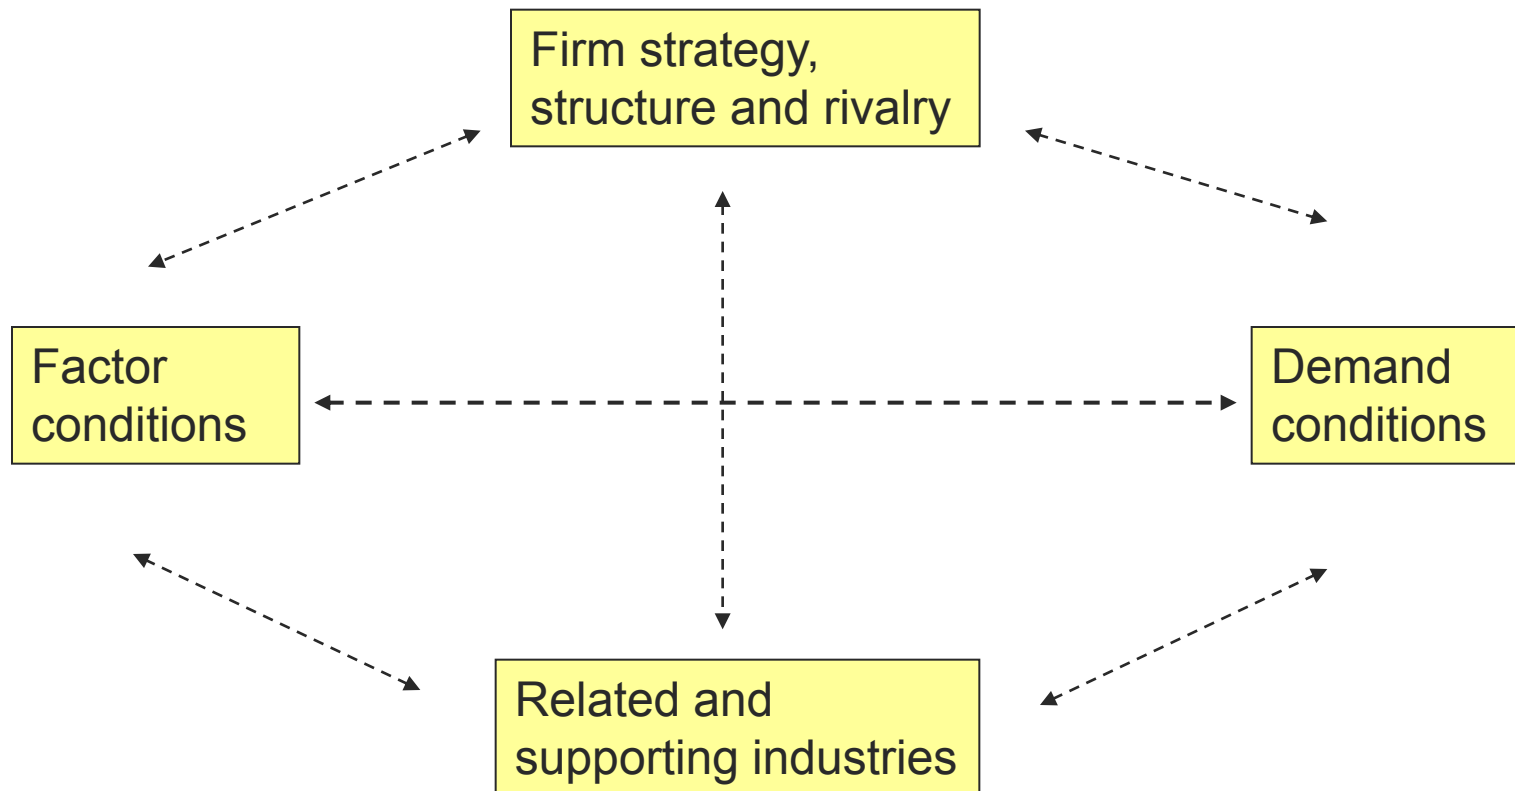 Firm strategy,
structure and rivalry
Factor
conditions
Demand
conditions
Related and
supporting industries